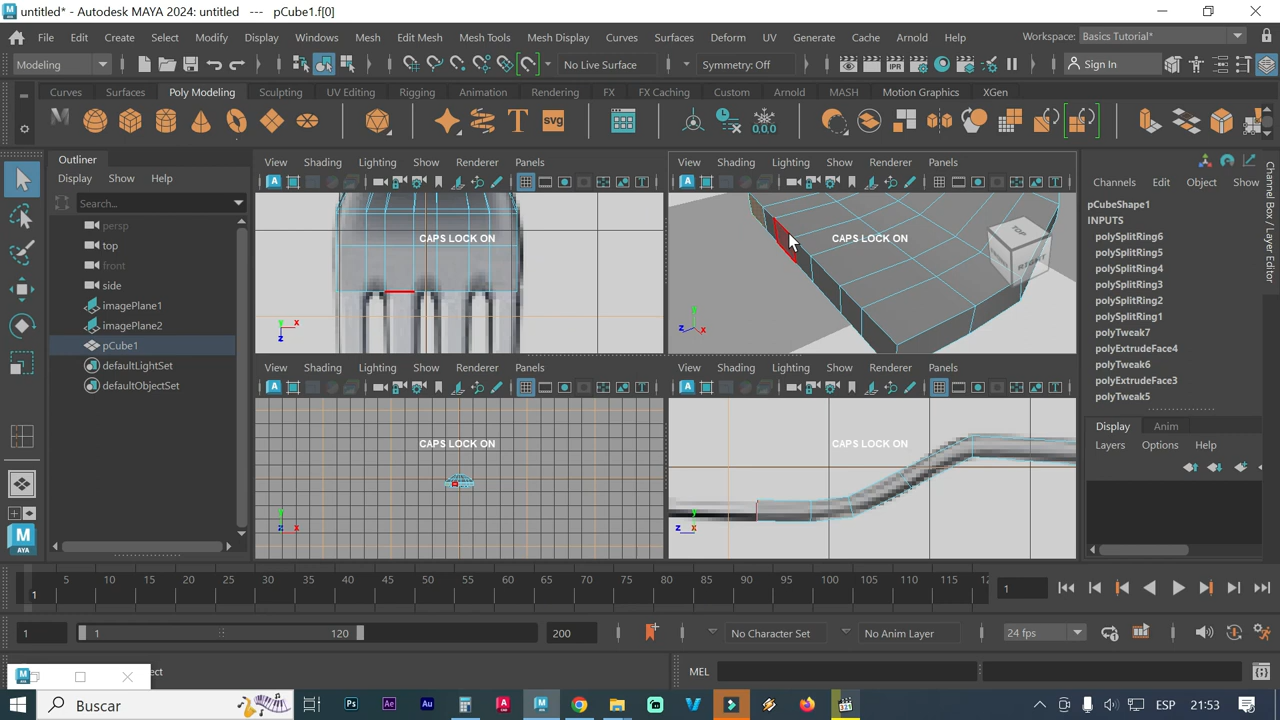 untitled* - Autodesk MAYA 2024: untitled --- pCube1.f[0]
File Edit Create Select Modify Display Windows Mesh Edit Mesh Mesh Tools Mesh Display Curves Surfaces Deform UV Generate Cache Arnold Help Workspace: Basics Tutorial*
Modeling No Live Surface Symmetry: Off Sign In
Curves Surfaces Poly Modeling Sculpting UV Editing Rigging Animation Rendering FX FX Caching Custom Arnold MASH Motion Graphics XGen
Outliner
Display Show Help
Search...
persp
top
front
side
imagePlane1
imagePlane2
pCube1
defaultLightSet
defaultObjectSet
View Shading Lighting Show Renderer Panels
CAPS LOCK ON
View Shading Lighting Show Renderer Panels
CAPS LOCK ON
TOP
RIGHT
View Shading Lighting Show Renderer Panels
CAPS LOCK ON
View Shading Lighting Show Renderer Panels
CAPS LOCK ON
Channels Edit Object Show
pCubeShape1
INPUTS
polySplitRing6
polySplitRing5
polySplitRing4
polySplitRing3
polySplitRing2
polySplitRing1
polyTweak7
polyExtrudeFace4
polyTweak6
polyExtrudeFace3
polyTweak5
Display Anim
Layers Options Help
Channel Box / Layer Editor
5 10 15 20 25 30 35 40 45 50 55 60 65 70 75 80 85 90 95 100 105 110 115 12
1 1
1 1 120 200 No Character Set No Anim Layer 24 fps
MEL
Buscar ESP 21:53